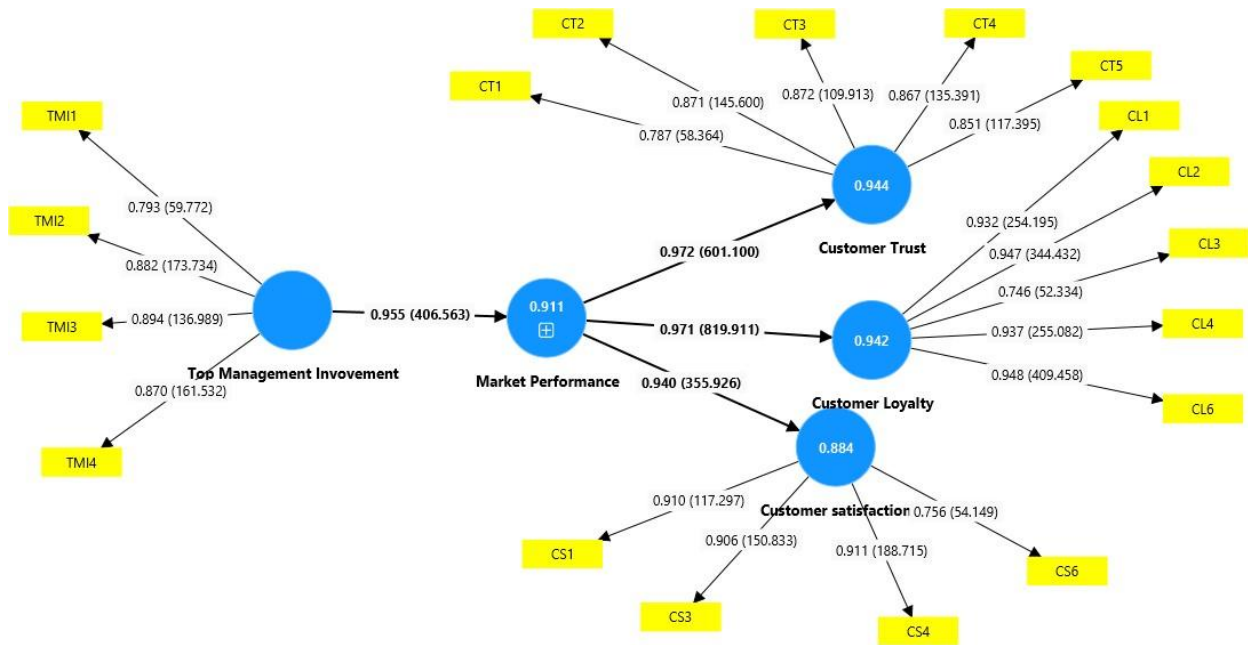 CT2
CT3
CT4
CT1
CT5
TMI1
0.871 (145.600)
0.872 (109.913)
0.867 (135.391)
CL1
0.787 (58.364)
0.851 (117.395)
CL2
0.793 (59.772)
0.944
TMI2
0.932 (254.195)
CL3
0.882 (173.734)
0.972 (601.100)
Customer Trust
0.947 (344.432)
0.746 (52.334)
TMI3
0.894 (136.989)
0.955 (406.563)
0.911
0.971 (819.911)
0.942
0.937 (255.082)
CL4
0.870 (161.532)
Top Management Invovement
Market Performance
0.940 (355.926)
0.948 (409.458)
Customer Loyalty
CL6
TMI4
0.884
0.910 (117.297)
Customer satisfaction
0.756 (54.149)
0.906 (150.833)
0.911 (188.715)
CS1
CS6
CS3
CS4